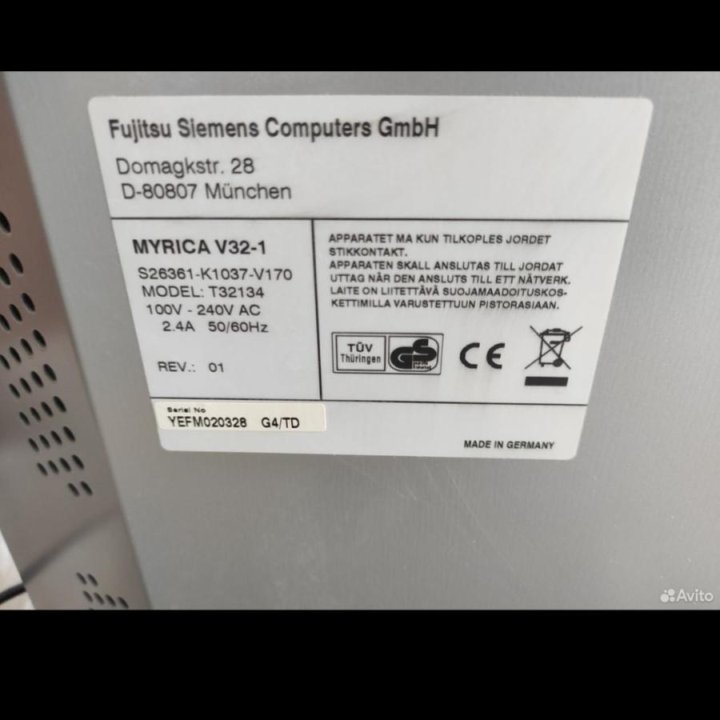 Fujitsu Siemens Computers GmbH
Domagkstr. 28
D-80807 München
MYRICA V32-1
S26361-K1037-V170
MODEL: T32134
100V - 240V AC
2.4A 50/60Hz
REV.: 01
Serial No
YEFM020328 G4/TD
APPARATET MA KUN TILKOPLES JORDET
STIKKONTAKT.
APPARATEN SKALL ANSLUTAS TILL JORDAT
UTTAG NÄR DEN ANSLUTS TILL ETT NÄTVERK.
LAITE ON LIITETTÄVÄ SUOJAMAADOITUSKOS-
KETTIMILLA VARUSTETTUUN PISTORASIAAN.
TÜV
Thüringen
GS
CE
MADE IN GERMANY
Avito